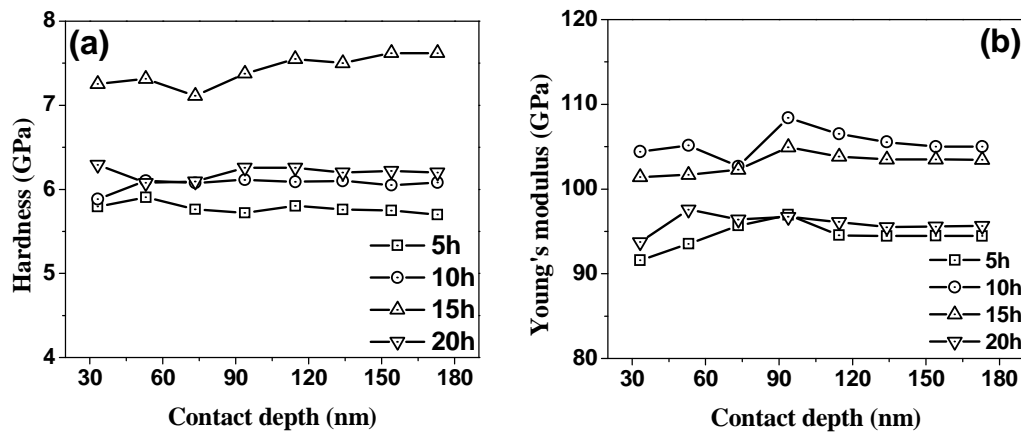 (a)
Hardness (GPa)
8
7
6
5
4
5h
10h
15h
20h
30 60 90 120 150 180
Contact depth (nm)
(b)
Young's modulus (GPa)
120
110
100
90
80
5h
10h
15h
20h
30 60 90 120 150 180
Contact depth (nm)